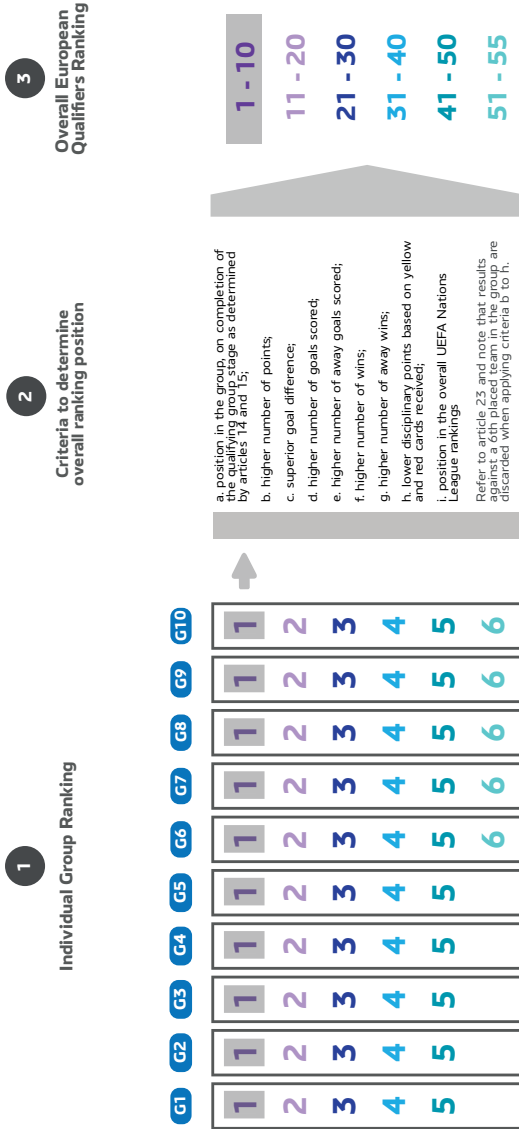 1
Individual Group Ranking
G1 G2 G3 G4 G5 G6 G7 G8 G9 G10
1 1 1 1 1 1 1 1 1 1
2 2 2 2 2 2 2 2 2 2
3 3 3 3 3 3 3 3 3 3
4 4 4 4 4 4 4 4 4 4
5 5 5 5 5 5 5 5 5 5
6 6 6 6 6
2
Criteria to determine
overall ranking position
a. position in the group, on completion of
the qualifying group stage as determined
by articles 14 and 15;
b. higher number of points;
c. superior goal difference;
d. higher number of goals scored;
e. higher number of away goals scored;
f. higher number of wins;
g. higher number of away wins;
h. lower disciplinary points based on yellow
and red cards received;
i. position in the overall UEFA Nations
League rankings
Refer to article 23 and note that results
against a 6th placed team in the group are
discarded when applying criteria b to h.
3
Overall European
Qualifiers Ranking
1 - 10
11 - 20
21 - 30
31 - 40
41 - 50
51 - 55